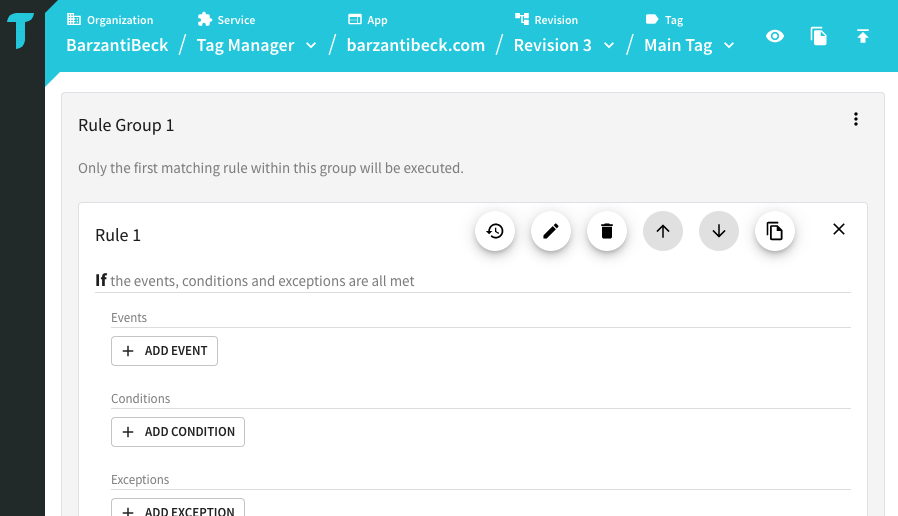 Organization Service App Revision Tag
BarzantiBeck / Tag Manager / barzantibeck.com / Revision 3 / Main Tag
Rule Group 1
Only the first matching rule within this group will be executed.
Rule 1
If the events, conditions and exceptions are all met
Events
ADD EVENT
Conditions
ADD CONDITION
Exceptions
ADD EXCEPTION